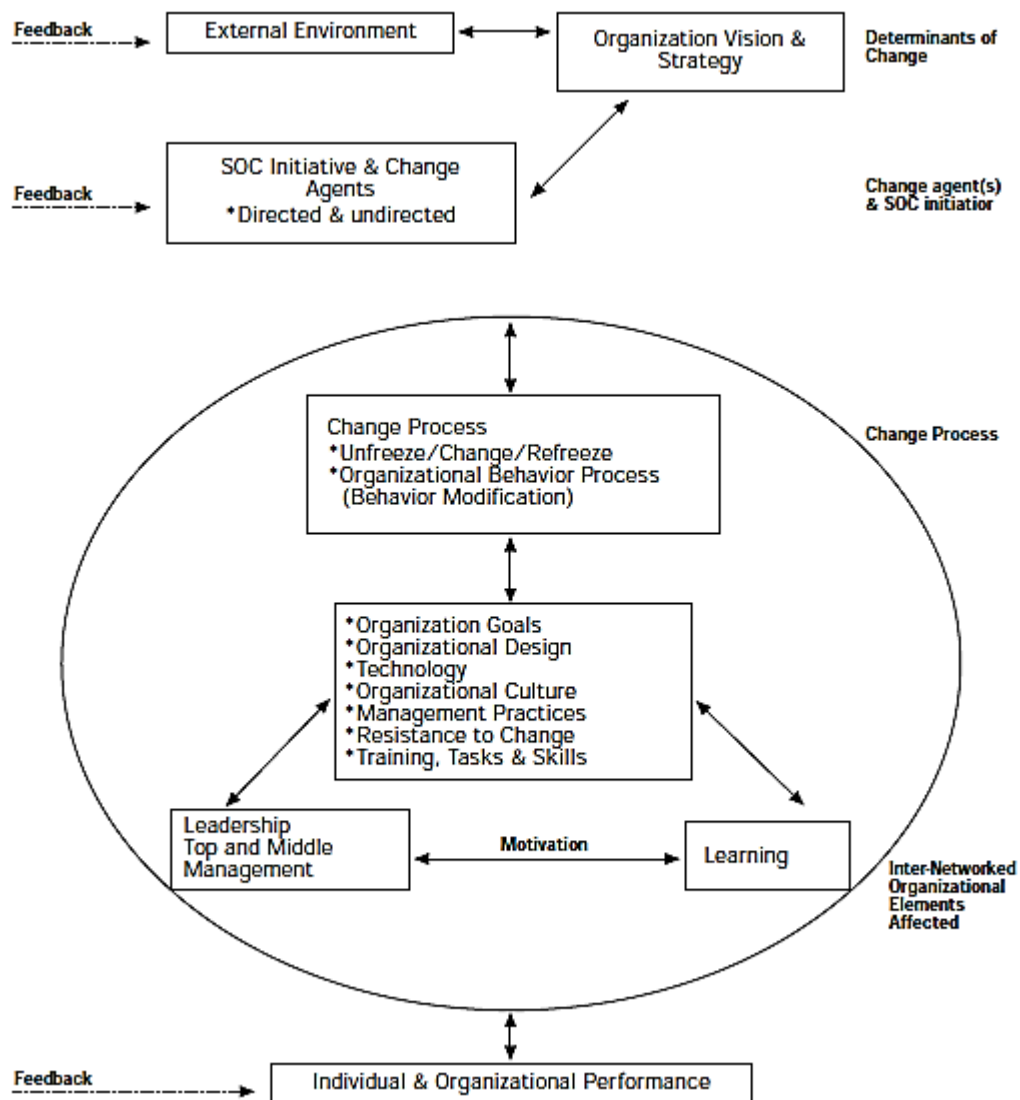 Feedback
External Environment
Organization Vision &
Strategy
Determinants of
Change
Feedback
SOC Initiative & Change
Agents
*Directed & undirected
Change agent(s)
& SOC initiatior
Change Process
*Unfreeze/Change/Refreeze
*Organizational Behavior Process
(Behavior Modification)
Change Process
*Organization Goals
*Organizational Design
*Technology
*Organizational Culture
*Management Practices
*Resistance to Change
*Training, Tasks & Skills
Leadership
Top and Middle
Management
Motivation
Learning
Inter-Networked
Organizational
Elements
Affected
Feedback
Individual & Organizational Performance